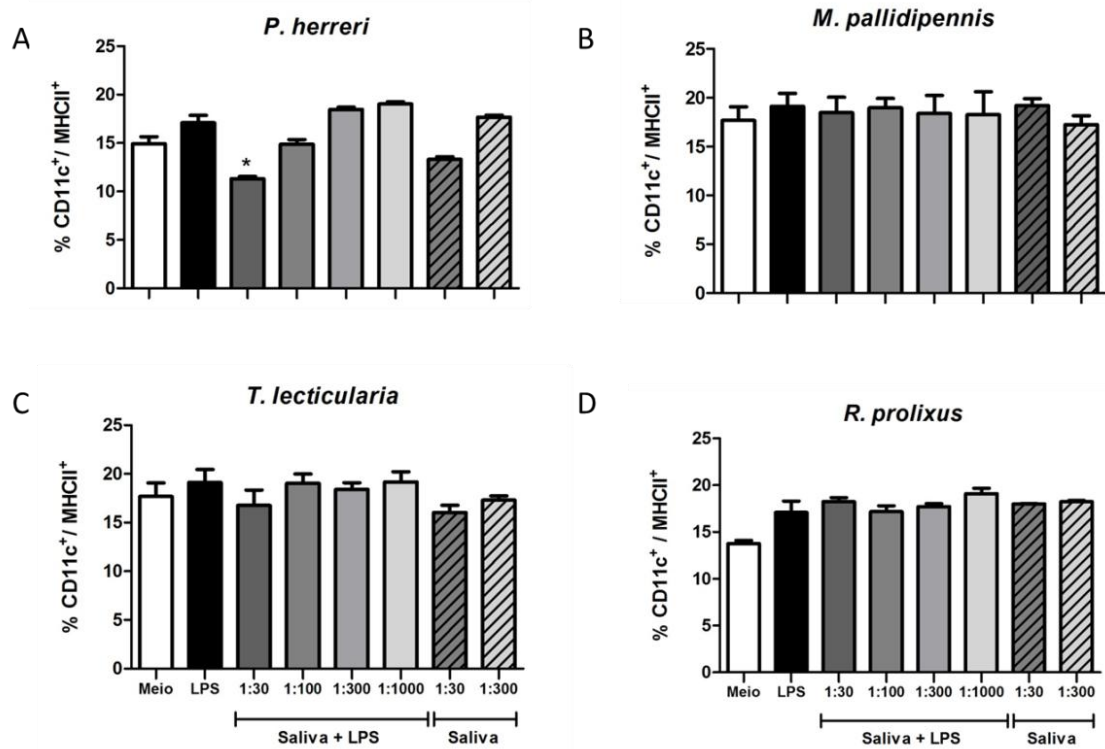 A
P. herreri
% CD11c+/ MHCII+
25
20
15
10
5
0
*
B
M. pallidipennis
% CD11c+/ MHCII+
25
20
15
10
5
0
C
T. lecticularia
% CD11c+/ MHCII+
25
20
15
10
5
0
Meio LPS 1:30 1:100 1:300 1:1000 1:30 1:300
Saliva + LPS Saliva
D
R. prolixus
% CD11c+/ MHCII+
25
20
15
10
5
0
Meio LPS 1:30 1:100 1:300 1:1000 1:30 1:300
Saliva + LPS Saliva